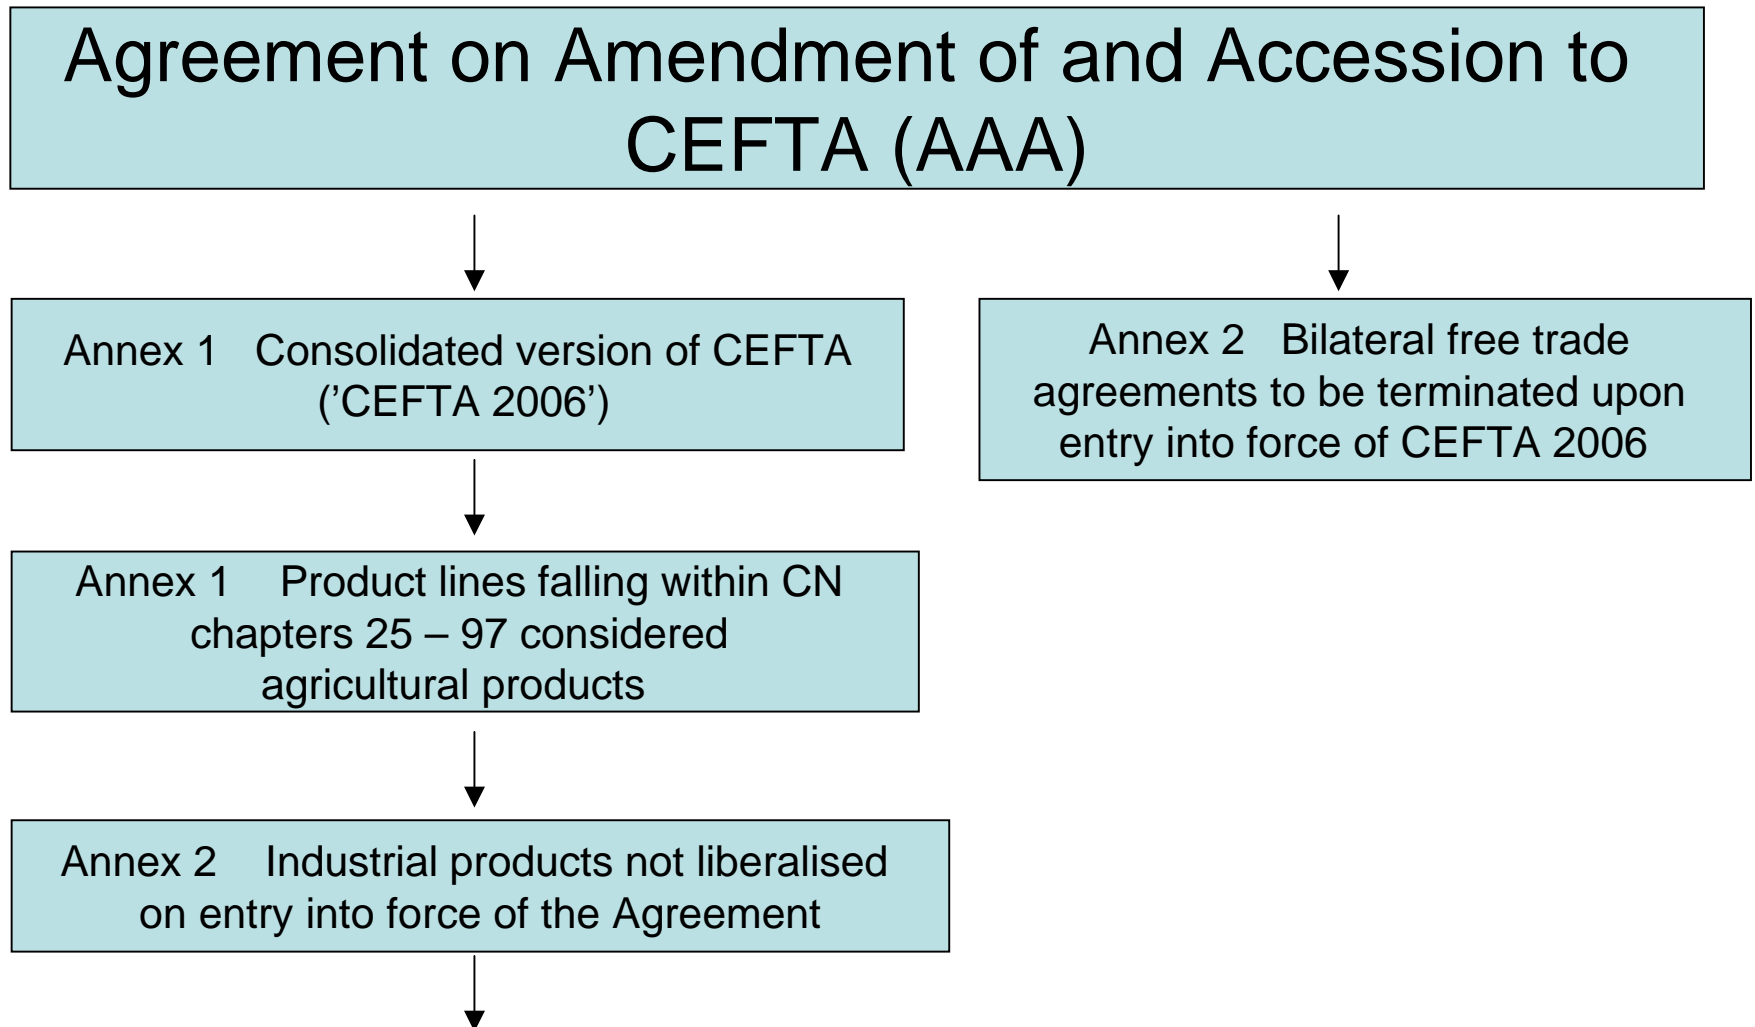 Agreement on Amendment of and Accession to
CEFTA (AAA)
Annex 1 Consolidated version of CEFTA
(’CEFTA 2006’)
Annex 2 Bilateral free trade
agreements to be terminated upon
entry into force of CEFTA 2006
Annex 1 Product lines falling within CN
chapters 25 – 97 considered
agricultural products
Annex 2 Industrial products not liberalised
on entry into force of the Agreement